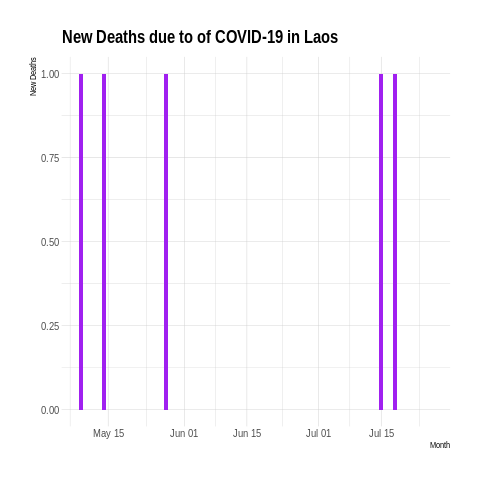 New Deaths due to of COVID-19 in Laos
New Deaths
1.00
0.75
0.50
0.25
0.00
May 15 Jun 01 Jun 15 Jul 01 Jul 15
Month